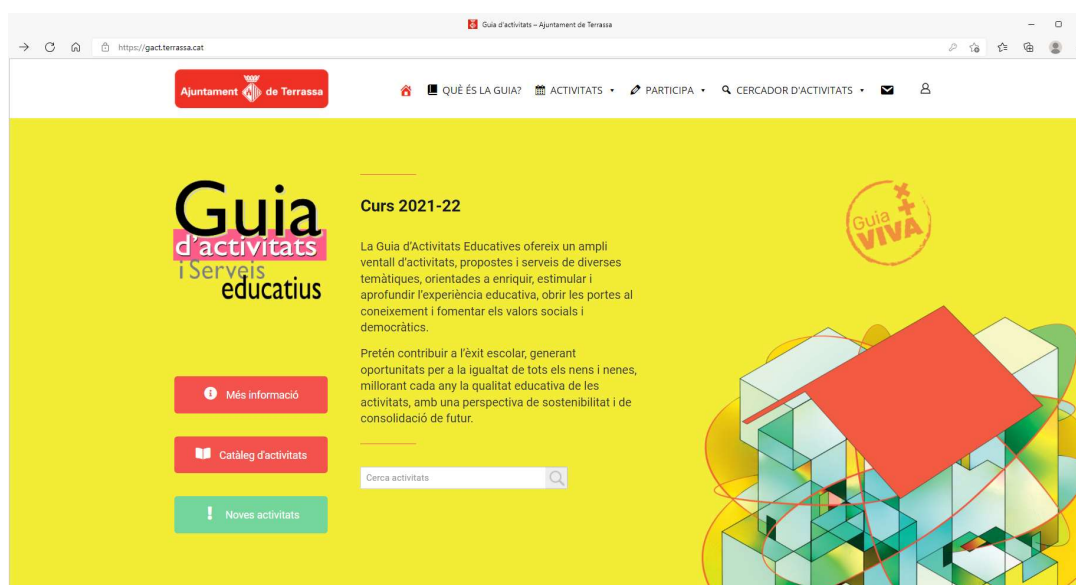 Guia d'activitats – Ajuntament de Terrassa
https://gact.terrassa.cat
Ajuntament de Terrassa
QUÈ ÉS LA GUIA? ACTIVITATS PARTICIPA CERCADOR D'ACTIVITATS
Guia
d'activitats
i Serveis
educatius
Curs 2021-22
La Guia d'Activitats Educatives ofereix un ampli
ventall d'activitats, propostes i serveis de diverses
temàtiques, orientades a enriquir, estimular i
aprofundir l'experiència educativa, obrir les portes al
coneixement i fomentar els valors socials i
democràtics.
Pretén contribuir a l'èxit escolar, generant
oportunitats per a la igualtat de tots els nens i nenes,
millorant cada any la qualitat educativa de les
activitats, amb una perspectiva de sostenibilitat i de
consolidació de futur.
Cerca activitats
Més informació
Catàleg d'activitats
Noves activitats
Guia
VIVA